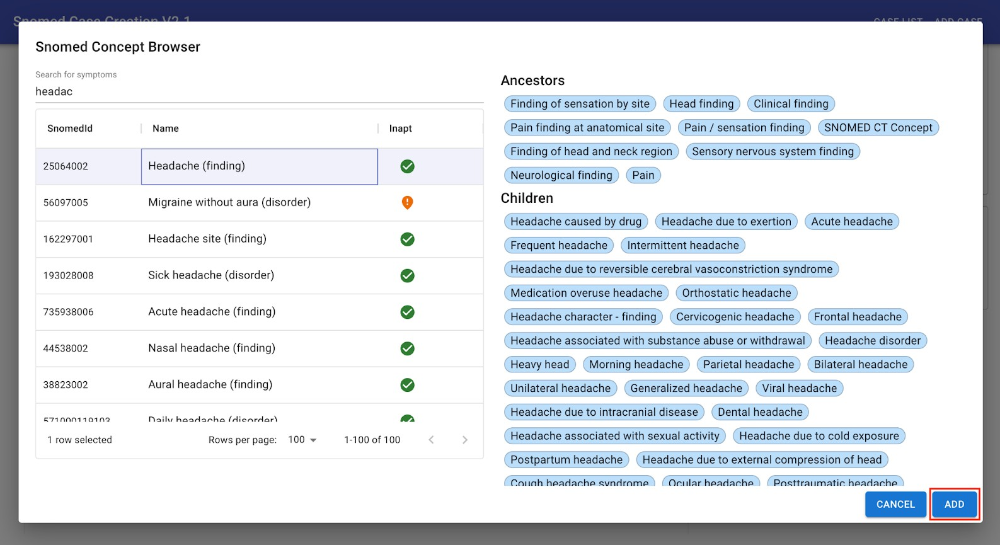 Snomed Case Creation V2.1
CASE LIST ADD CASE
Snomed Concept Browser
Search for symptoms
headac
SnomedId Name Inapt
25064002 Headache (finding)
56097005 Migraine without aura (disorder)
162297001 Headache site (finding)
193028008 Sick headache (disorder)
735938006 Acute headache (finding)
44538002 Nasal headache (finding)
38823002 Aural headache (finding)
571000119103 Daily headache (disorder)
1 row selected Rows per page: 100 1-100 of 100
Ancestors
Finding of sensation by site Head finding Clinical finding
Pain finding at anatomical site Pain / sensation finding SNOMED CT Concept
Finding of head and neck region Sensory nervous system finding
Neurological finding Pain
Children
Headache caused by drug Headache due to exertion Acute headache
Frequent headache Intermittent headache
Headache due to reversible cerebral vasoconstriction syndrome
Medication overuse headache Orthostatic headache
Headache character - finding Cervicogenic headache Frontal headache
Headache associated with substance abuse or withdrawal Headache disorder
Heavy head Morning headache Parietal headache Bilateral headache
Unilateral headache Generalized headache Viral headache
Headache due to intracranial disease Dental headache
Headache associated with sexual activity Headache due to cold exposure
Postpartum headache Headache due to external compression of head
Cough headache syndrome Ocular headache Posttraumatic headache
CANCEL ADD